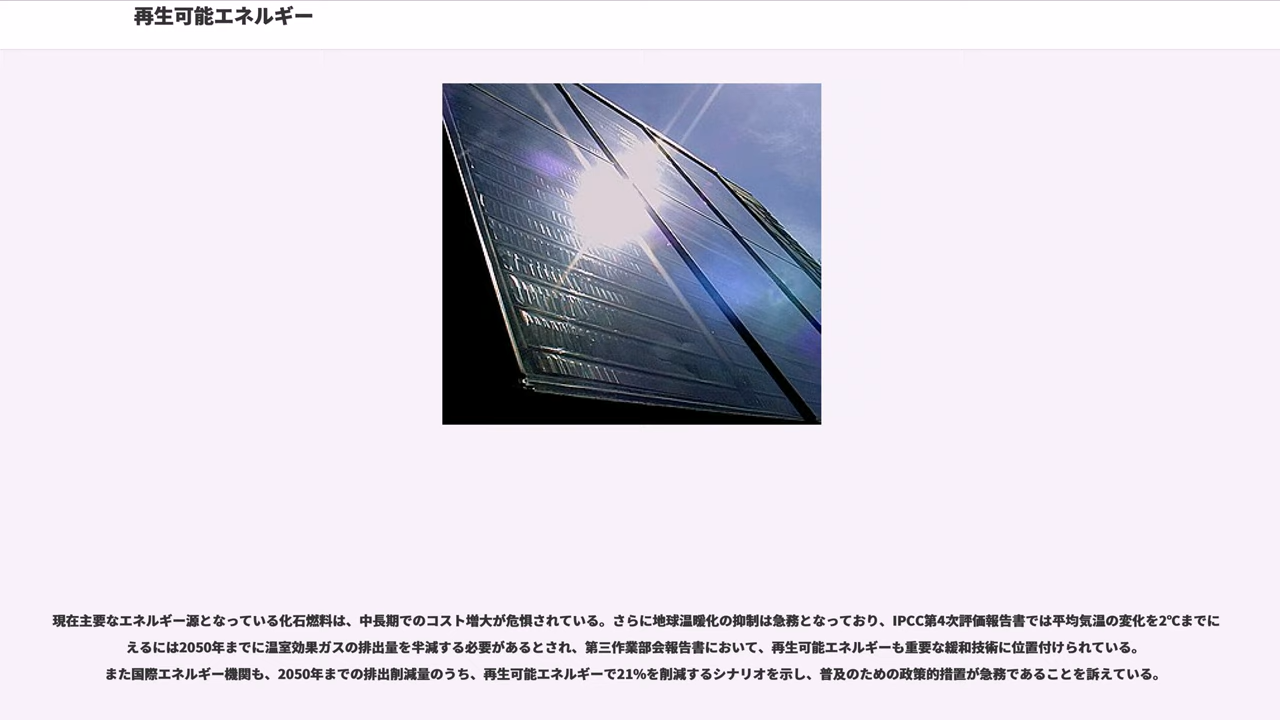 再生可能エネルギー
現在主要なエネルギー源となっている化石燃料は、中長期でのコスト増大が危惧されている。さらに地球温暖化の抑制は急務となっており、IPCC第4次評価報告書では平均気温の変化を2℃までに
えるには2050年までに温室効果ガスの排出量を半減する必要があるとされ、第三作業部会報告書において、再生可能エネルギーも重要な緩和技術に位置付けられている。
また国際エネルギー機関も、2050年までの排出削減量のうち、再生可能エネルギーで21%を削減するシナリオを示し、普及のための政策的措置が急務であることを訴えている。